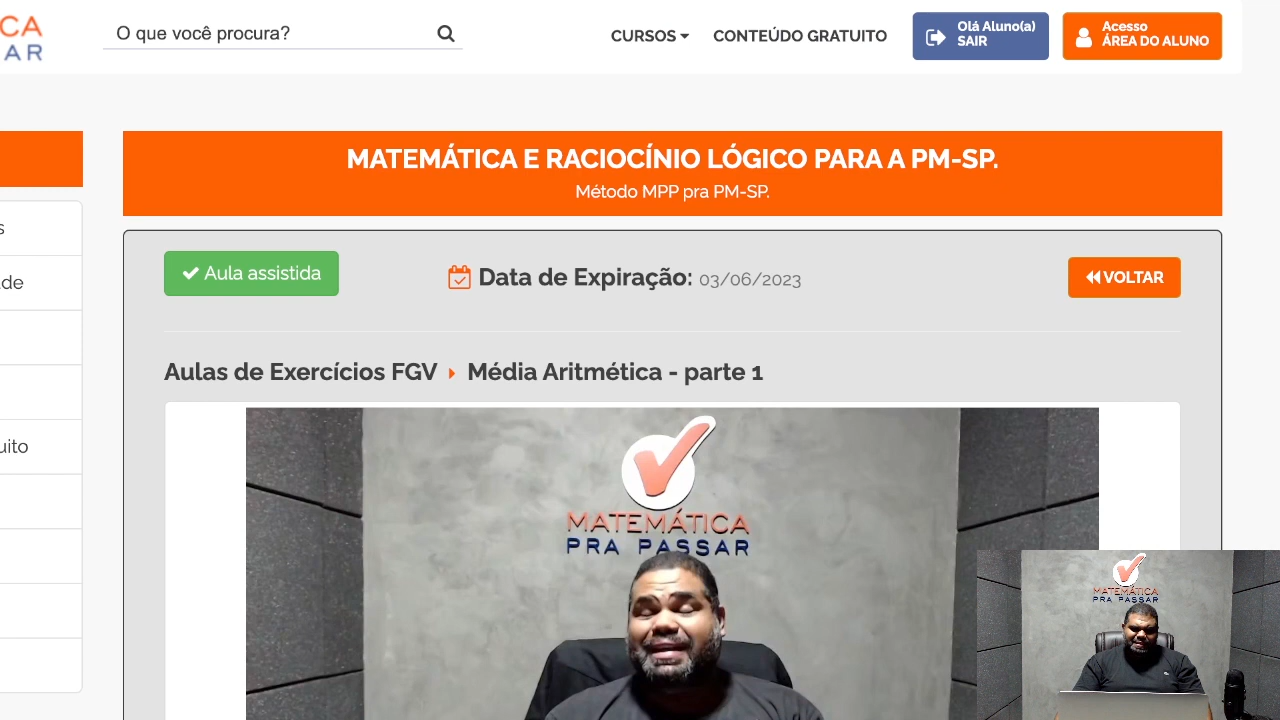 CA
AR
O que você procura?
CURSOS
CONTEÚDO GRATUITO
Olá Aluno(a)
SAIR
Acesso
ÁREA DO ALUNO
MATEMÁTICA E RACIOCÍNIO LÓGICO PARA A PM-SP.
Método MPP pra PM-SP.
s
de
uito
Aula assistida
Data de Expiração: 03/06/2023
VOLTAR
Aulas de Exercícios FGV
Média Aritmética - parte 1
MATEMÁTICA
PRA PASSAR
MATEMÁTICA
PRA PASSAR